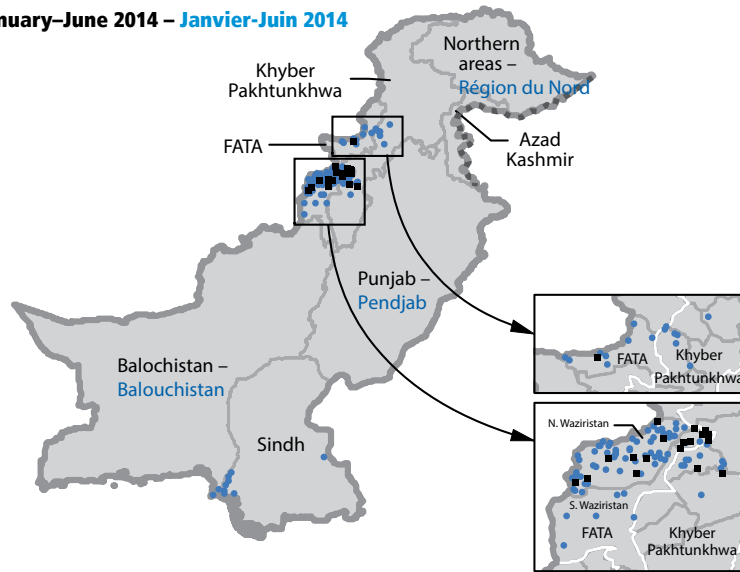 nuary–June 2014 – Janvier-Juin 2014
Northern
areas –
Région du Nord
Khyber
Pakhtunkhwa
FATA
Azad
Kashmir
Punjab –
Pendjab
Balochistan –
Balouchistan
Sindh
FATA
Khyber
Pakhtunkhwa
N. Waziristan
S. Waziristan
FATA
Khyber
Pakhtunkhwa